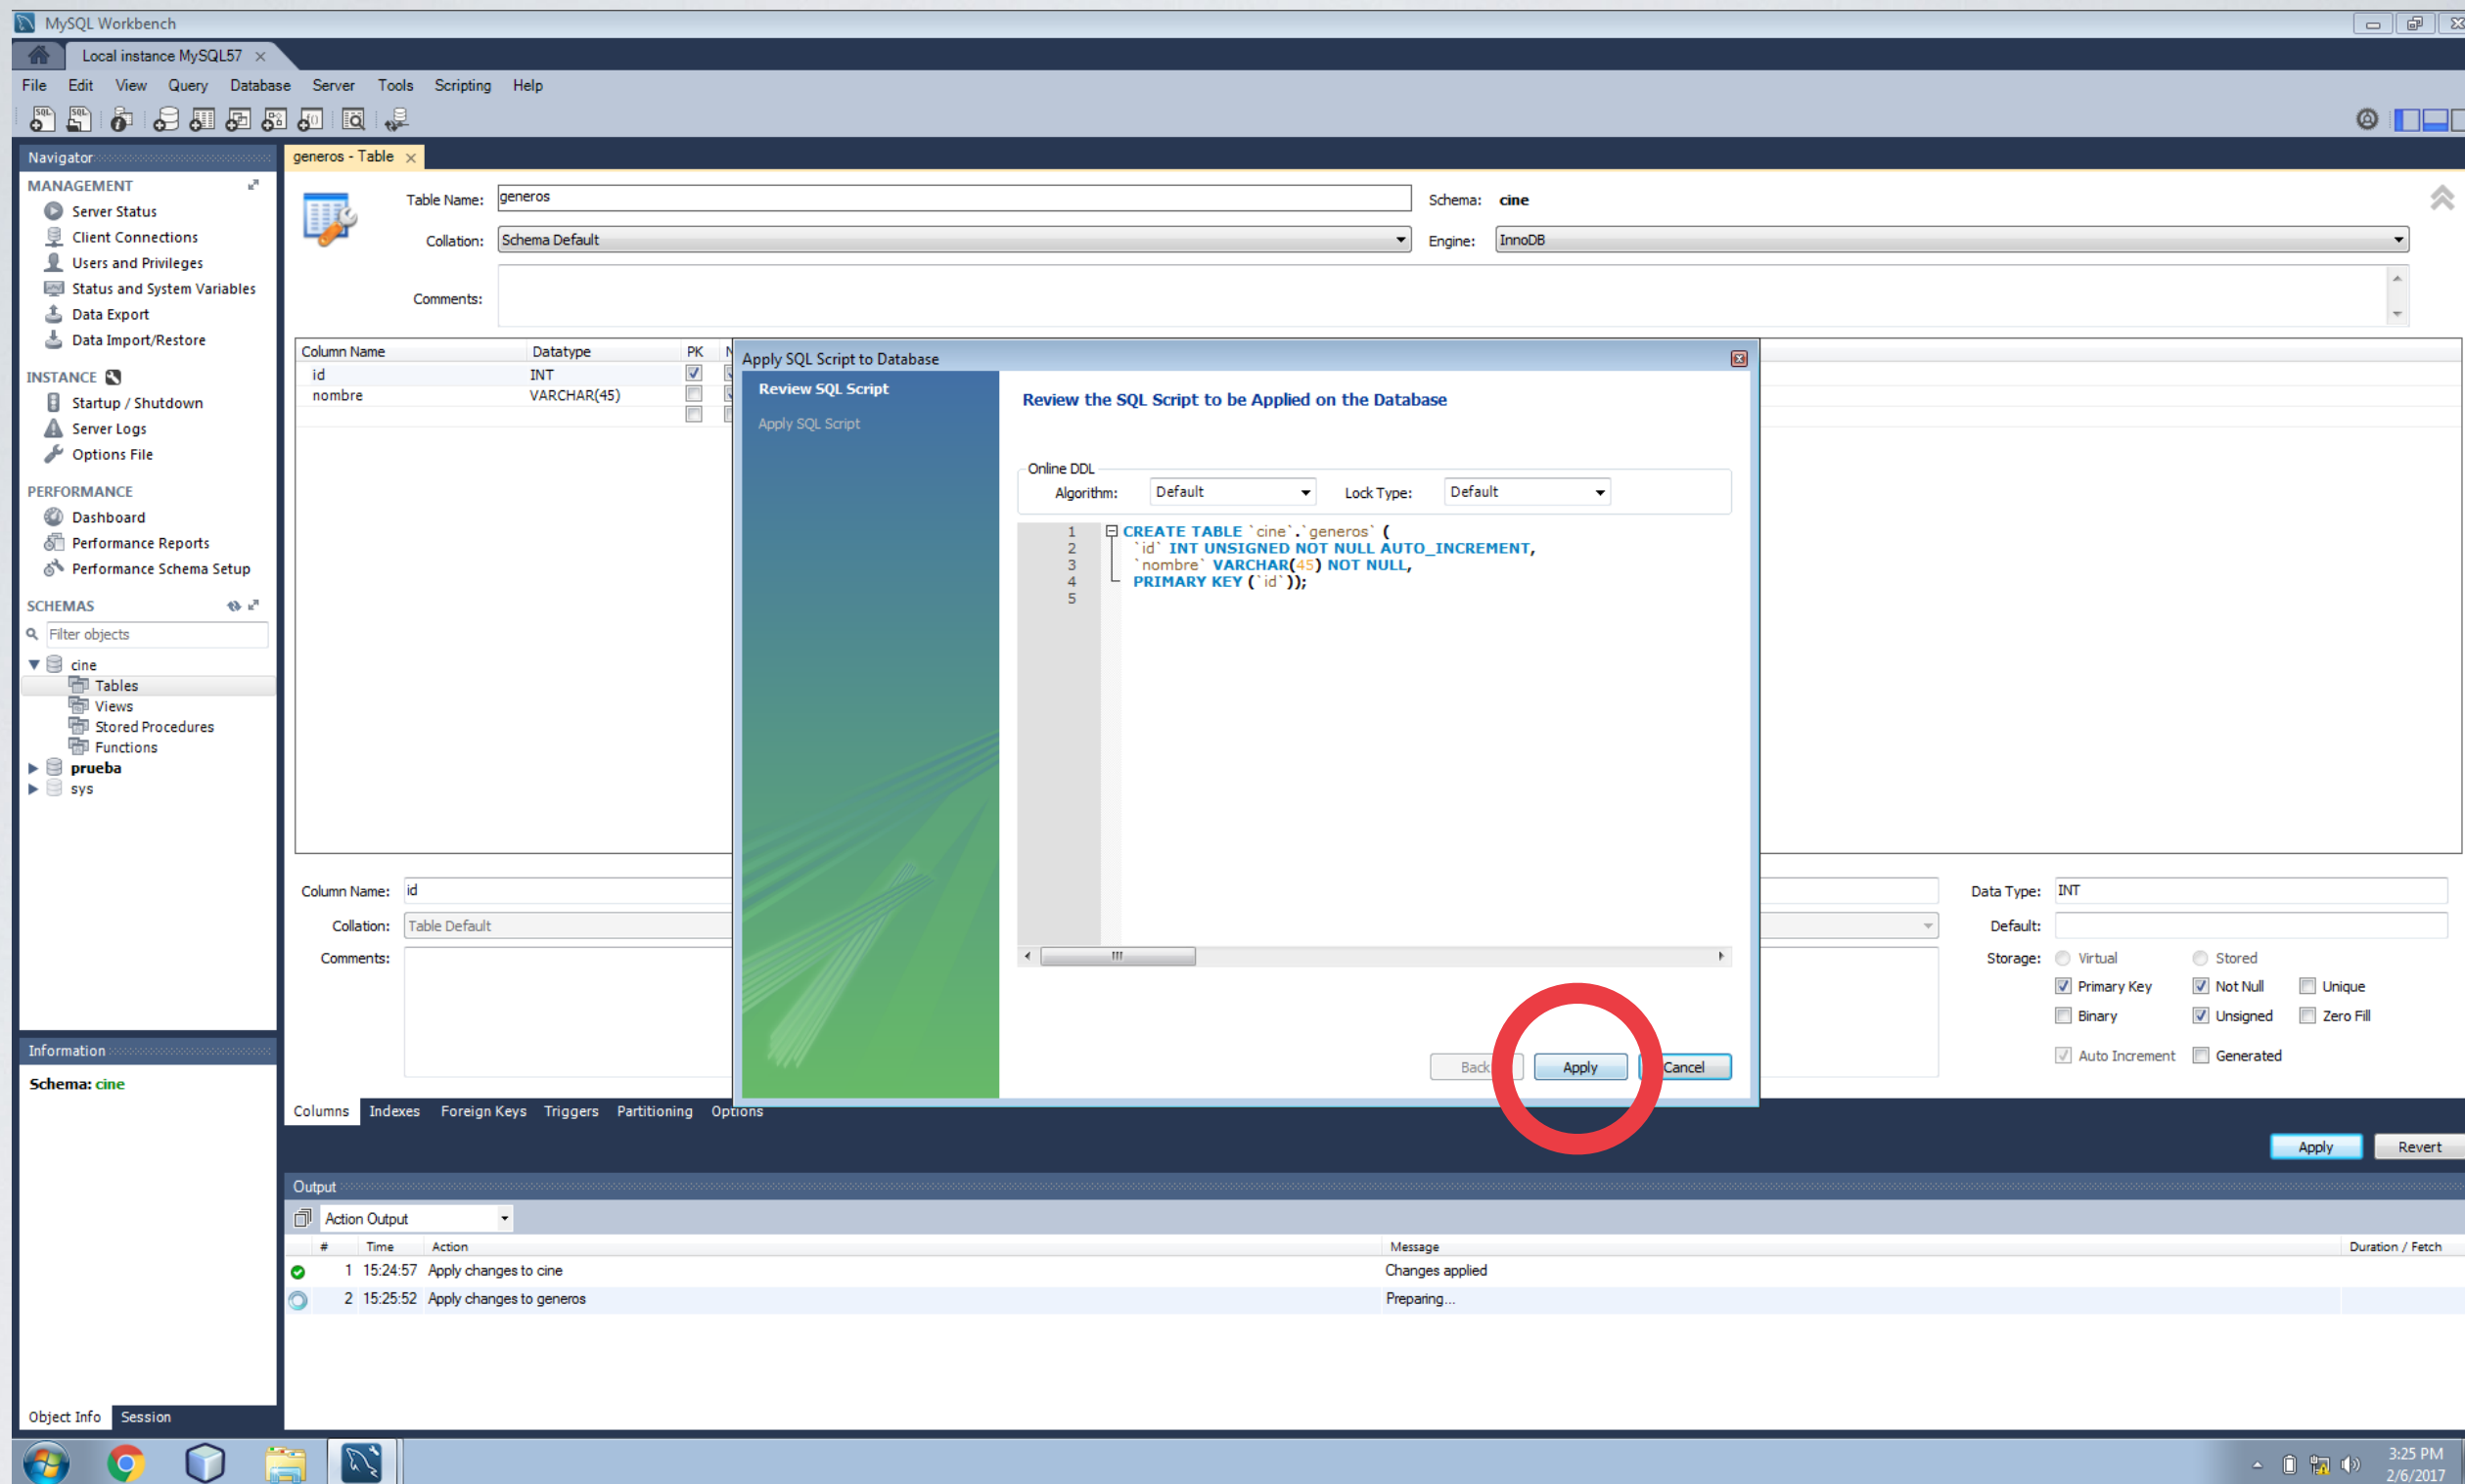 MySQL Workbench
Local instance MySQL57
File Edit View Query Database Server Tools Scripting Help
Navigator
MANAGEMENT
Server Status
Client Connections
Users and Privileges
Status and System Variables
Data Export
Data Import/Restore
INSTANCE
Startup / Shutdown
Server Logs
Options File
PERFORMANCE
Dashboard
Performance Reports
Performance Schema Setup
SCHEMAS
Filter objects
cine
Tables
Views
Stored Procedures
Functions
prueba
sys
Information
Schema: cine
Object Info Session
generos - Table
Table Name: generos
Schema: cine
Collation: Schema Default
Engine: InnoDB
Comments:
Column Name Datatype PK N
id INT
nombre VARCHAR(45)
Apply SQL Script to Database
Review SQL Script
Apply SQL Script
Review the SQL Script to be Applied on the Database
Online DDL
Algorithm: Default Lock Type: Default
1 CREATE TABLE `cine`.`generos` (
2 `id` INT UNSIGNED NOT NULL AUTO_INCREMENT,
3 `nombre` VARCHAR(45) NOT NULL,
4 PRIMARY KEY (`id`));
5
Back Apply Cancel
Column Name: id
Collation: Table Default
Comments:
Data Type: INT
Default:
Storage: Virtual Stored
Primary Key Not Null Unique
Binary Unsigned Zero Fill
Auto Increment Generated
Columns Indexes Foreign Keys Triggers Partitioning Options
Apply Revert
Output
Action Output
# Time Action Message Duration / Fetch
1 15:24:57 Apply changes to cine Changes applied
2 15:25:52 Apply changes to generos Preparing...
3:25 PM
2/6/2017